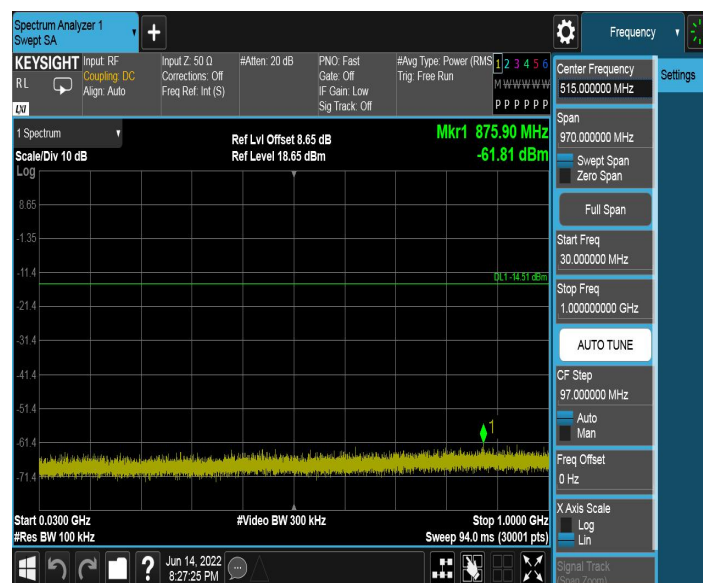 Spectrum Analyzer 1
Swept SA
+
Frequency
KEYSIGHT
RL
LXI
Input: RF
Coupling: DC
Align: Auto
Input Z: 50 Ω
Corrections: Off
Freq Ref: Int (S)
#Atten: 20 dB
PNO: Fast
Gate: Off
IF Gain: Low
Sig Track: Off
#Avg Type: Power (RMS
Trig: Free Run
1 2 3 4 5 6
M W W W W W
P P P P P P
1 Spectrum
Scale/Div 10 dB
Log
Ref Lvl Offset 8.65 dB
Ref Level 18.65 dBm
Mkr1 875.90 MHz
-61.81 dBm
8.65
-1.35
-11.4
DL1 -14.51 dBm
-21.4
-31.4
-41.4
-51.4
1
-61.4
-71.4
Start 0.0300 GHz
#Res BW 100 kHz
#Video BW 300 kHz
Stop 1.0000 GHz
Sweep 94.0 ms (30001 pts)
?
Jun 14, 2022
8:27:25 PM
Center Frequency
515.000000 MHz
Settings
Span
970.000000 MHz
Swept Span
Zero Span
Full Span
Start Freq
30.000000 MHz
Stop Freq
1.000000000 GHz
AUTO TUNE
CF Step
97.000000 MHz
Auto
Man
Freq Offset
0 Hz
X Axis Scale
Log
Lin
Signal Track
(Span Zoom)